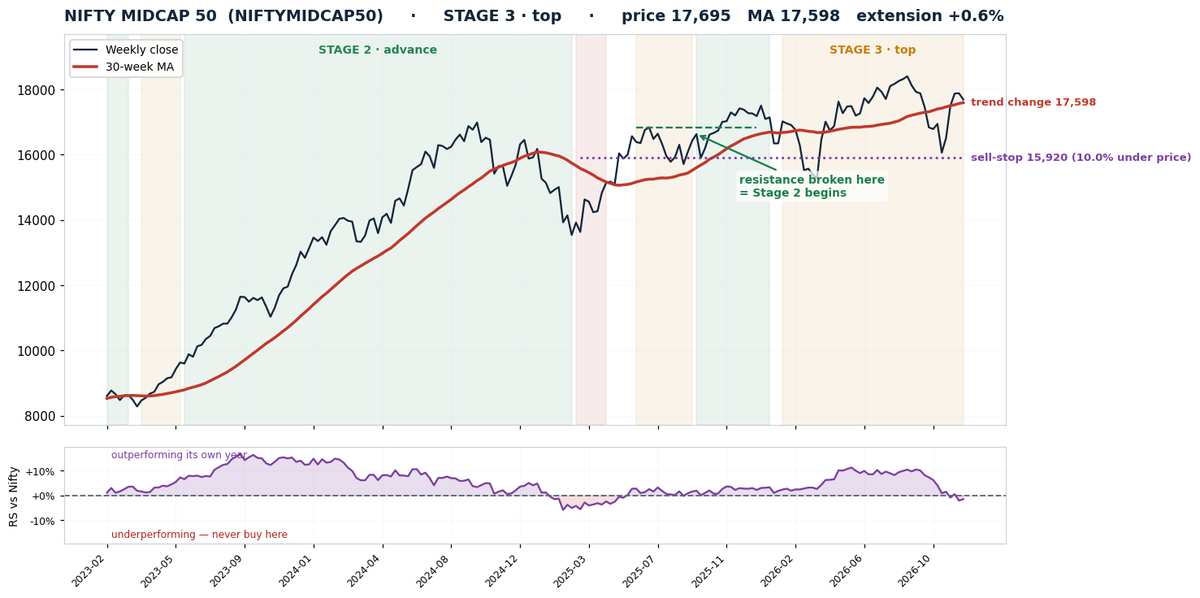 NIFTY MIDCAP 50 (NIFTYMIDCAP50) · STAGE 3 · top · price 17,695 MA 17,598 extension +0.6%
Weekly close
30-week MA
STAGE 2 · advance
STAGE 3 · top
18000
16000
14000
12000
10000
8000
trend change 17,598
sell-stop 15,920 (10.0% under price)
resistance broken here
= Stage 2 begins
RS vs Nifty
+10%
+0%
-10%
outperforming its own year
underperforming — never buy here
2023-02
2023-05
2023-09
2024-01
2024-04
2024-08
2024-12
2025-03
2025-07
2025-11
2026-02
2026-06
2026-10